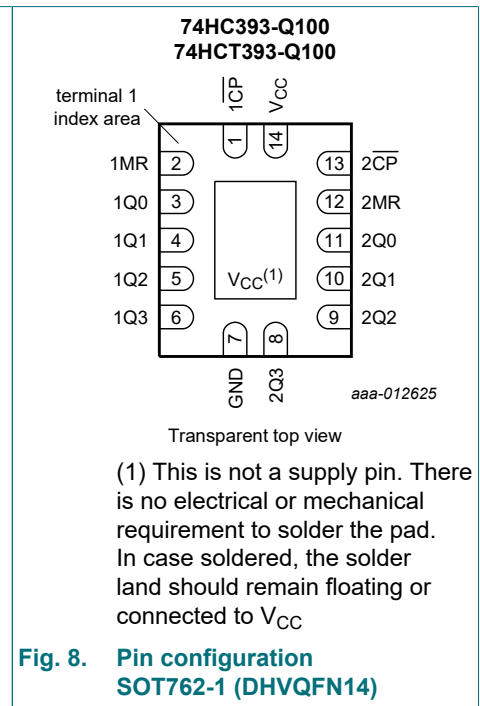 74HC393-Q100
74HCT393-Q100
terminal 1
index area
1C̅P̅
VCC
1
14
1MR 2
13 2C̅P̅
1Q0 3
12 2MR
1Q1 4
11 2Q0
1Q2 5
VCC(1)
10 2Q1
1Q3 6
9 2Q2
7
8
GND
2Q3
aaa-012625
Transparent top view
(1) This is not a supply pin. There
is no electrical or mechanical
requirement to solder the pad.
In case soldered, the solder
land should remain floating or
connected to VCC
Fig. 8. Pin configuration
SOT762-1 (DHVQFN14)